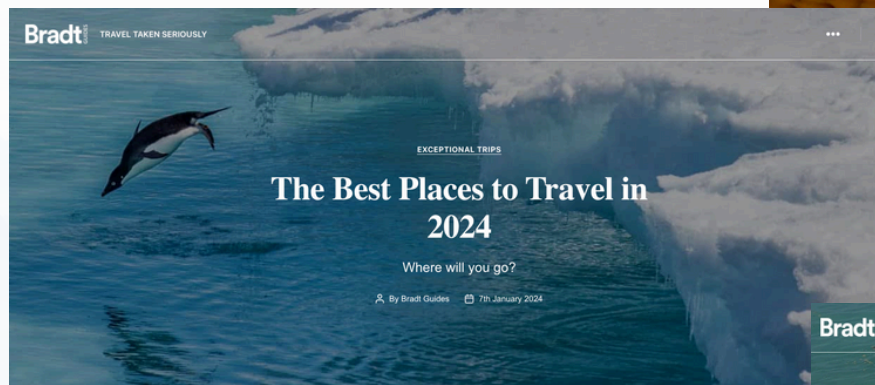 Bradt GUIDES TRAVEL TAKEN SERIOUSLY
EXCEPTIONAL TRIPS
The Best Places to Travel in
2024
Where will you go?
By Bradt Guides 7th January 2024
Bradt